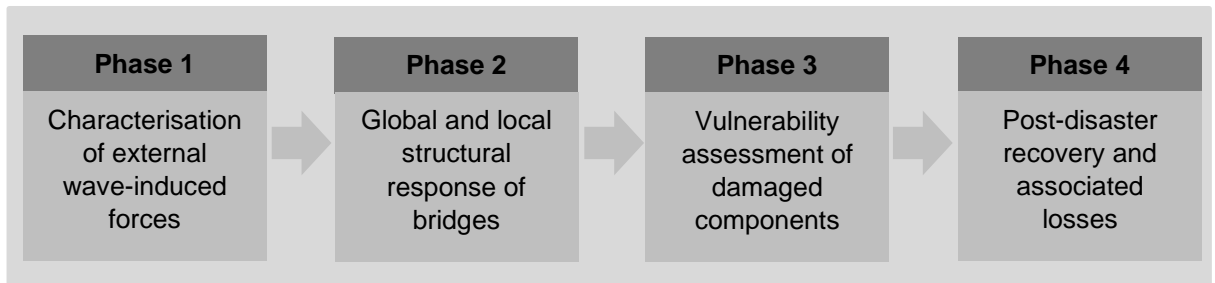 Phase 1
Characterisation
of external
wave-induced
forces
Phase 2
Global and local
structural
response of
bridges
Phase 3
Vulnerability
assessment of
damaged
components
Phase 4
Post-disaster
recovery and
associated
losses